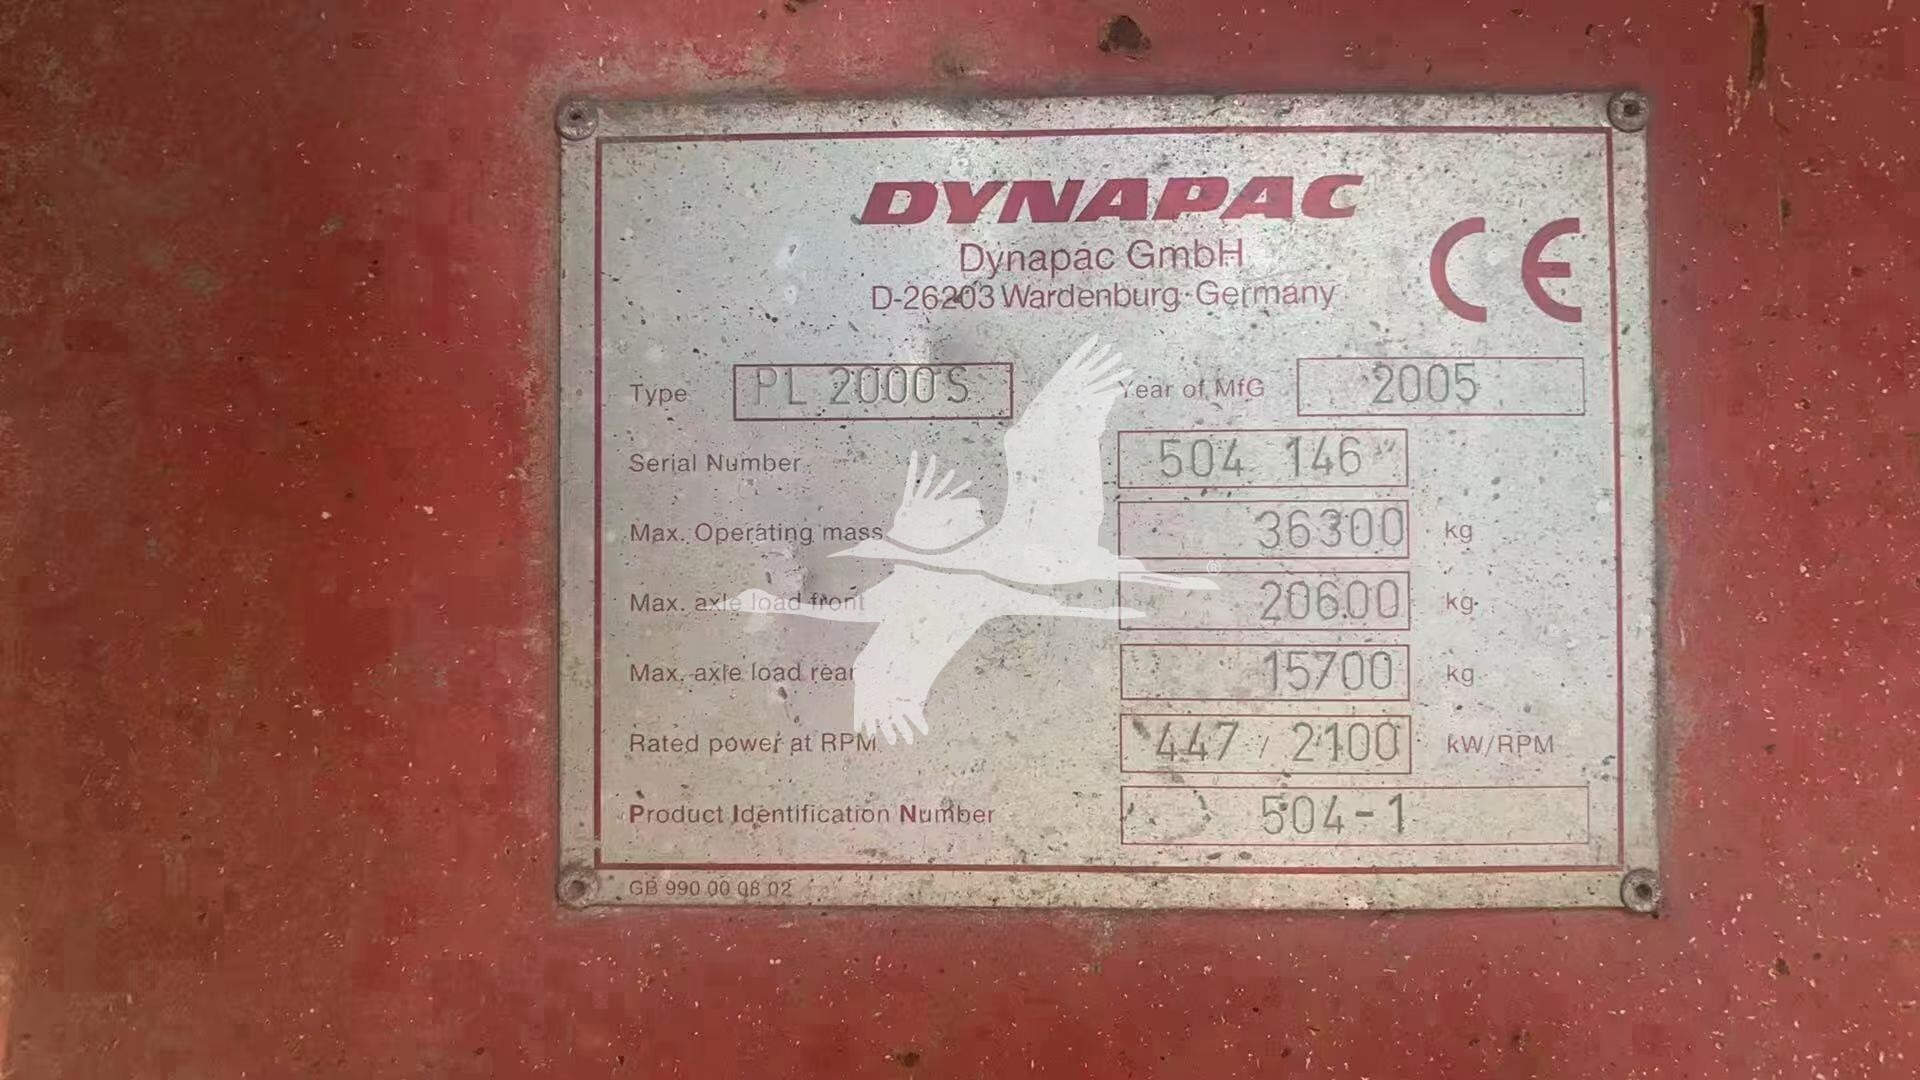 DYNAPAC
Dynapac GmbH
D-26203 Wardenburg·Germany
CE
Type PL 2000S Year of MfG 2005
Serial Number 504 146
Max. Operating mass 36300 kg
Max. axle load front 20600 kg
Max. axle load rear 15700 kg
Rated power at RPM 447 / 2100 kW/RPM
Product Identification Number 504-1
GB 990 00 08 02
®